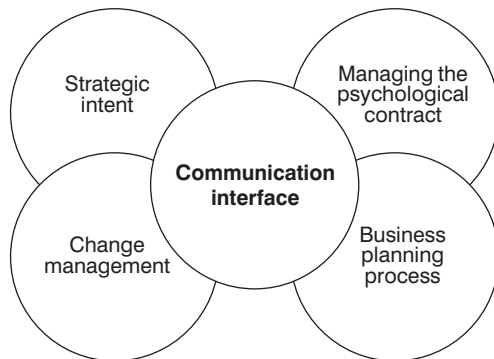 Strategic
intent
Managing the
psychological
contract
Communication
interface
Change
management
Business
planning
process